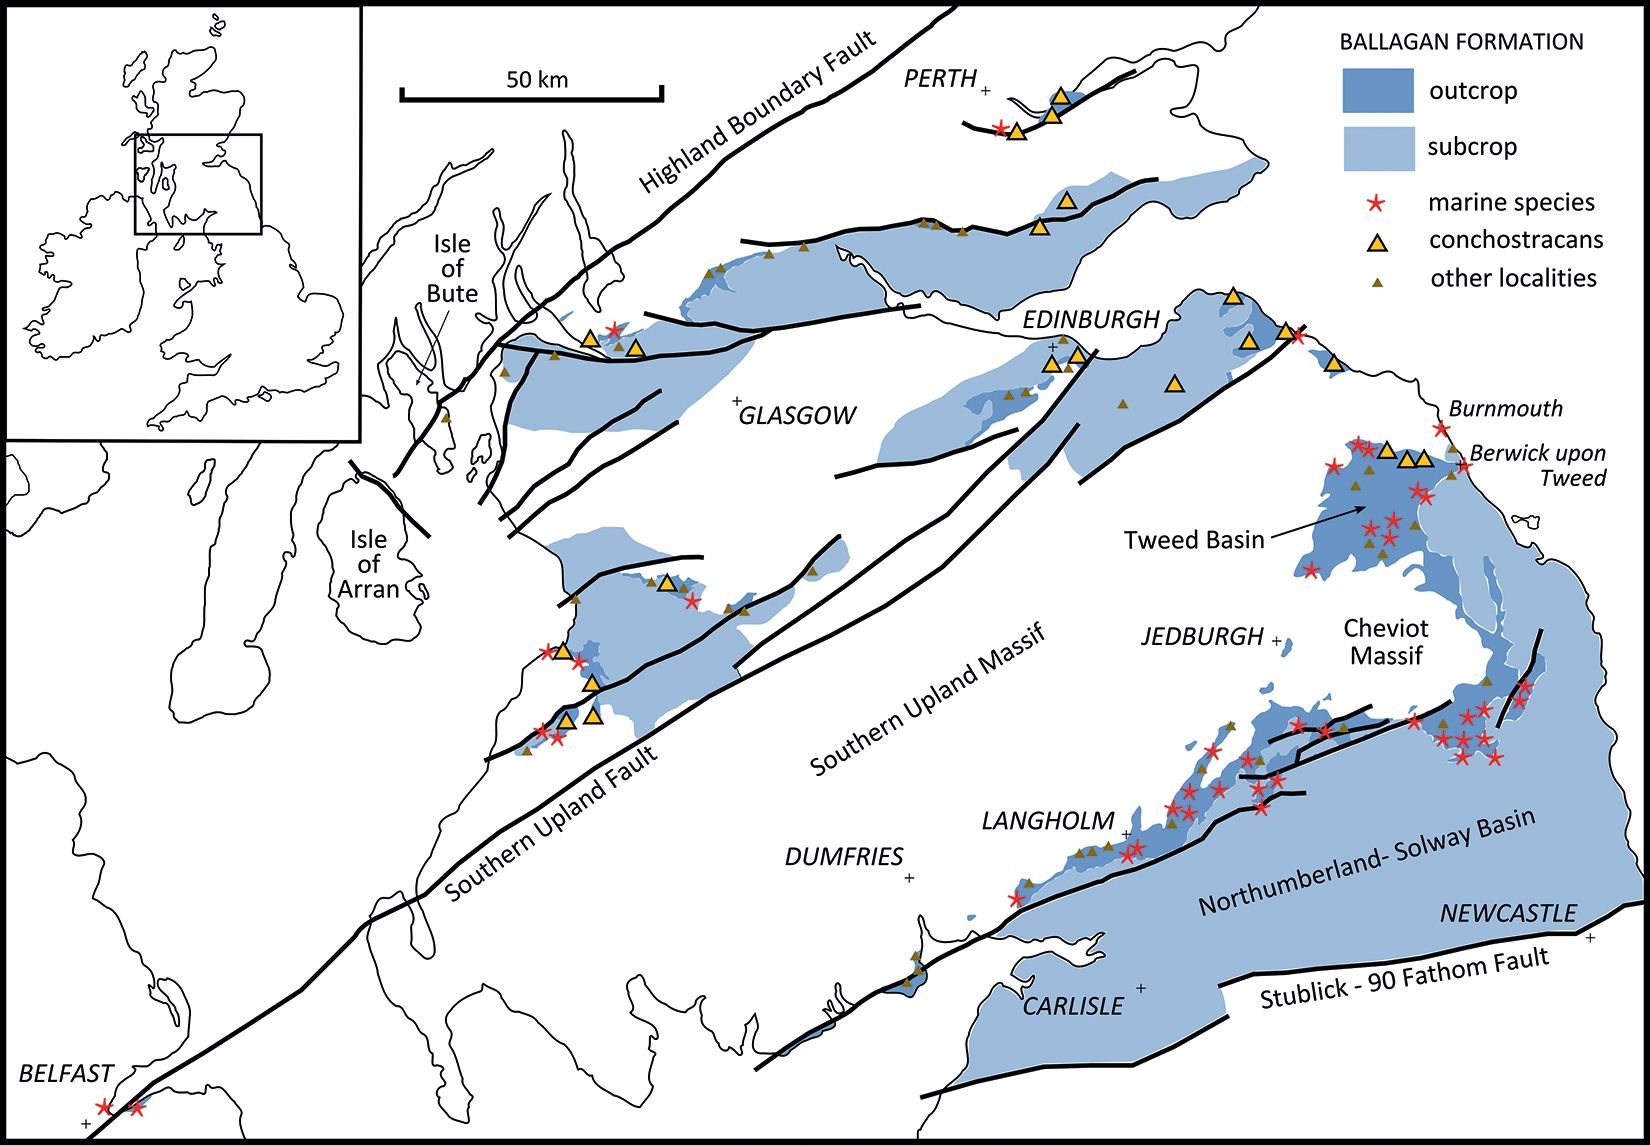 BALLAGAN FORMATION
outcrop
subcrop
marine species
conchostracans
other localities
50 km
Highland Boundary Fault
PERTH
Isle
of
Bute
EDINBURGH
GLASGOW
Burnmouth
Berwick upon
Tweed
Tweed Basin
Isle
of
Arran
JEDBURGH
Cheviot
Massif
Southern Upland Massif
Southern Upland Fault
LANGHOLM
DUMFRIES
Northumberland- Solway Basin
NEWCASTLE
Stublick - 90 Fathom Fault
CARLISLE
BELFAST